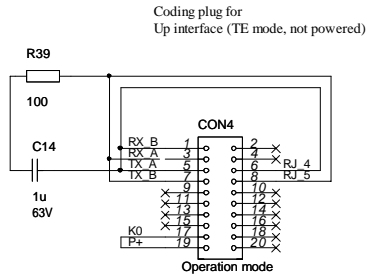 Coding plug for
Up interface (TE mode, not powered)
R39
100
CON4
C14
1u
63V
RX_B 1 2
RX_A 3 4
TX_A 5 6 RJ_4
TX_B 7 8 RJ_5
9 10
11 12
13 14
15 16
K0 17 18
P+ 19 20
Operation mode